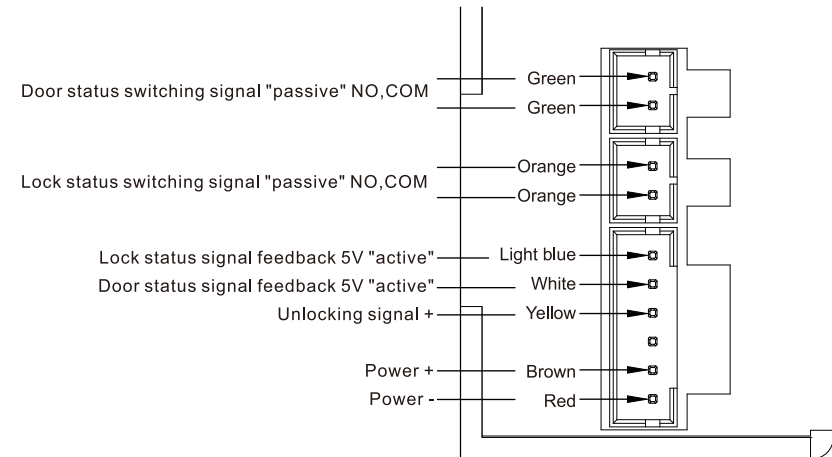 Green
Door status switching signal "passive" NO,COM
Green
Orange
Lock status switching signal "passive" NO,COM
Orange
Lock status signal feedback 5V "active" Light blue
Door status signal feedback 5V "active" White
Unlocking signal + Yellow
Power + Brown
Power - Red